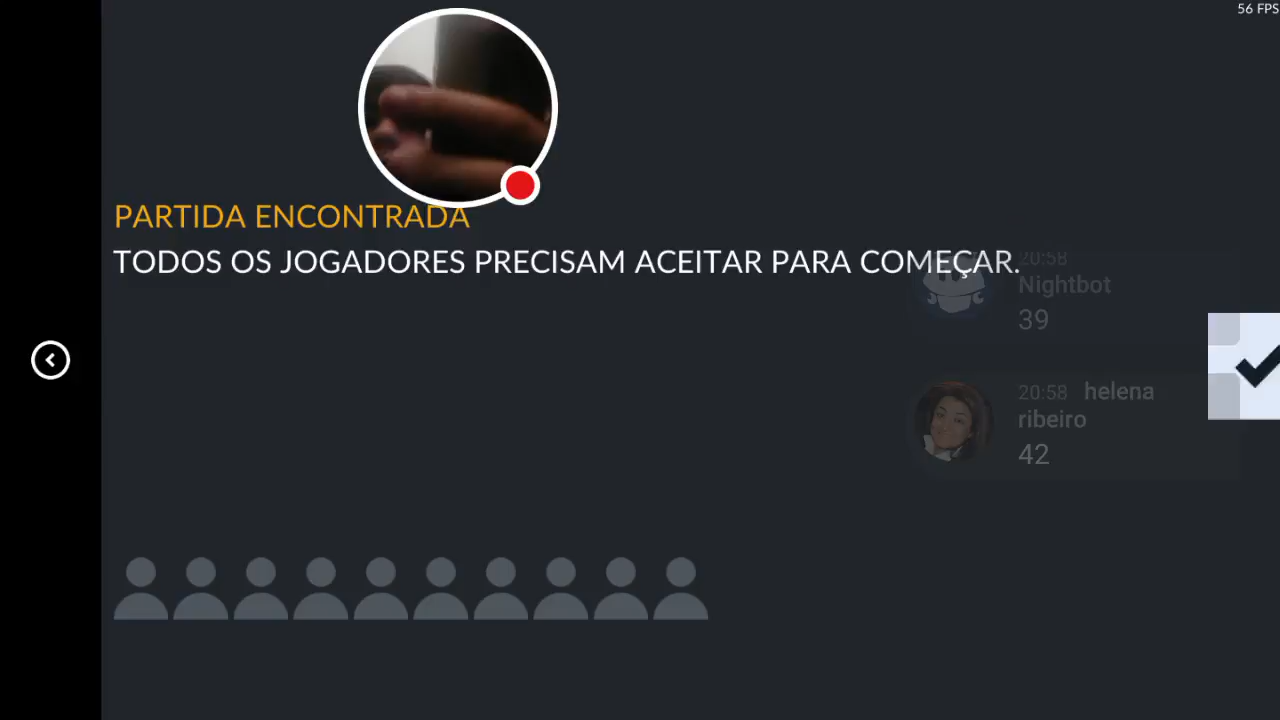 56 FPS
PARTIDA ENCONTRADA
TODOS OS JOGADORES PRECISAM ACEITAR PARA COMEÇAR.
20:58
Nightbot
39
20:58 helena
ribeiro
42